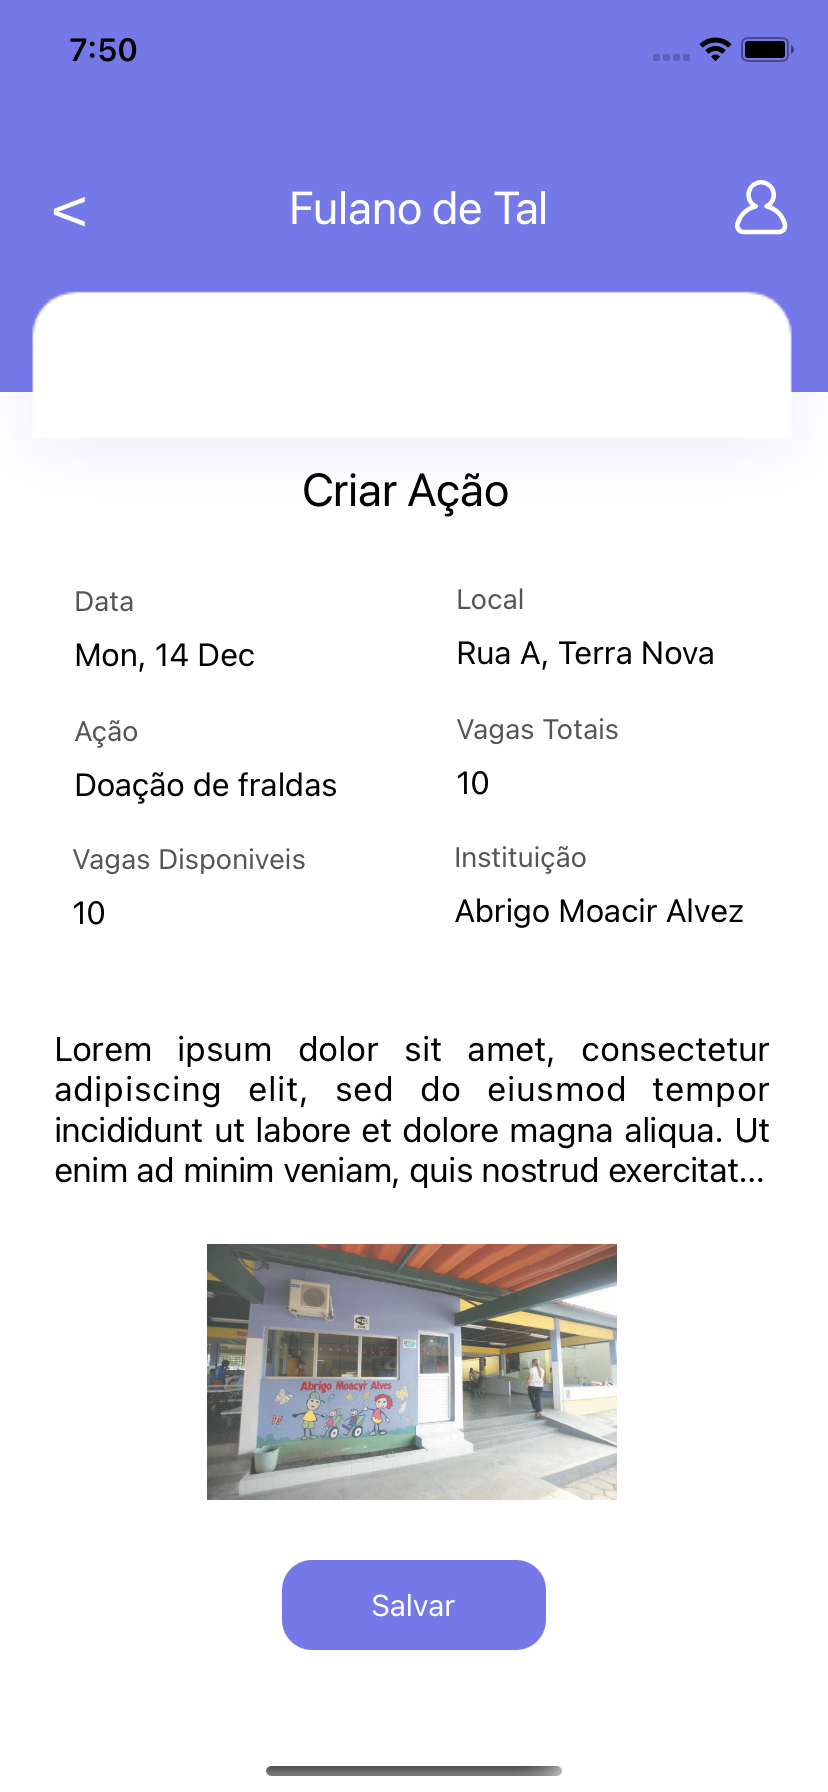 7:50
<
Fulano de Tal
Criar Ação
Data
Local
Mon, 14 Dec
Rua A, Terra Nova
Ação
Vagas Totais
Doação de fraldas
10
Vagas Disponiveis
Instituição
10
Abrigo Moacir Alvez
Lorem ipsum dolor sit amet, consectetur
adipiscing elit, sed do eiusmod tempor
incididunt ut labore et dolore magna aliqua. Ut
enim ad minim veniam, quis nostrud exercitat...
Abrigo Moacyr Alves
Salvar